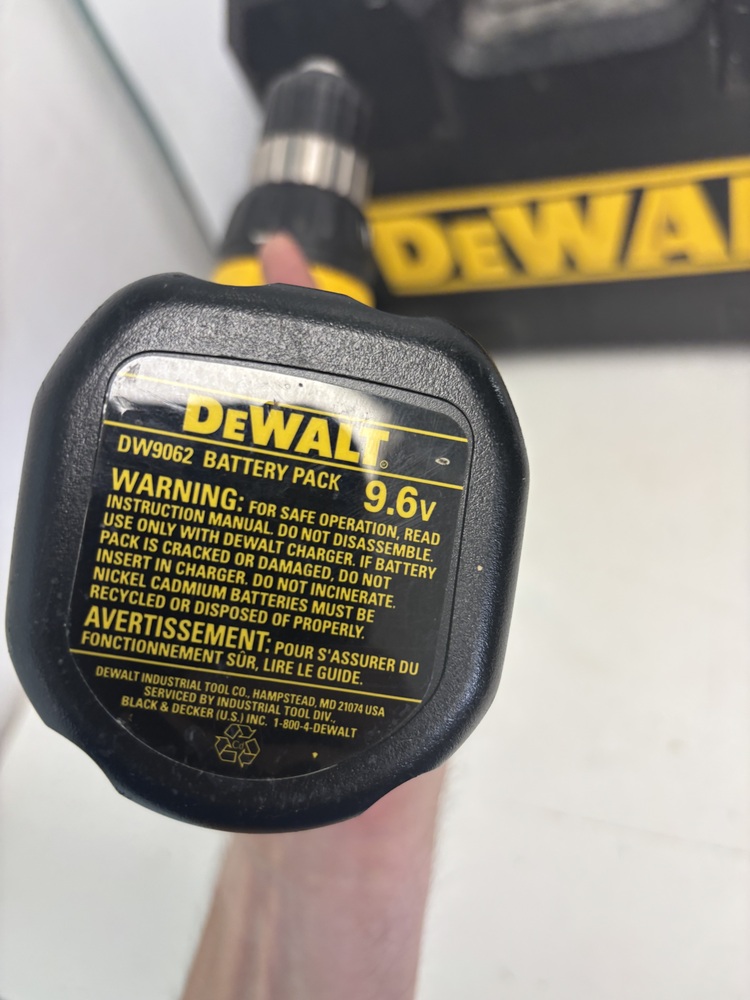 DEWALT
DEWALT®
DW9062 BATTERY PACK 9.6V
WARNING: FOR SAFE OPERATION, READ
INSTRUCTION MANUAL. DO NOT DISASSEMBLE.
USE ONLY WITH DEWALT CHARGER. IF BATTERY
PACK IS CRACKED OR DAMAGED, DO NOT
INSERT IN CHARGER. DO NOT INCINERATE.
NICKEL CADMIUM BATTERIES MUST BE
RECYCLED OR DISPOSED OF PROPERLY.
AVERTISSEMENT: POUR S'ASSURER DU
FONCTIONNEMENT SÛR, LIRE LE GUIDE.
DEWALT INDUSTRIAL TOOL CO., HAMPSTEAD, MD 21074 USA
SERVICED BY INDUSTRIAL TOOL DIV.,
BLACK & DECKER (U.S.) INC. 1-800-4-DEWALT
Cd